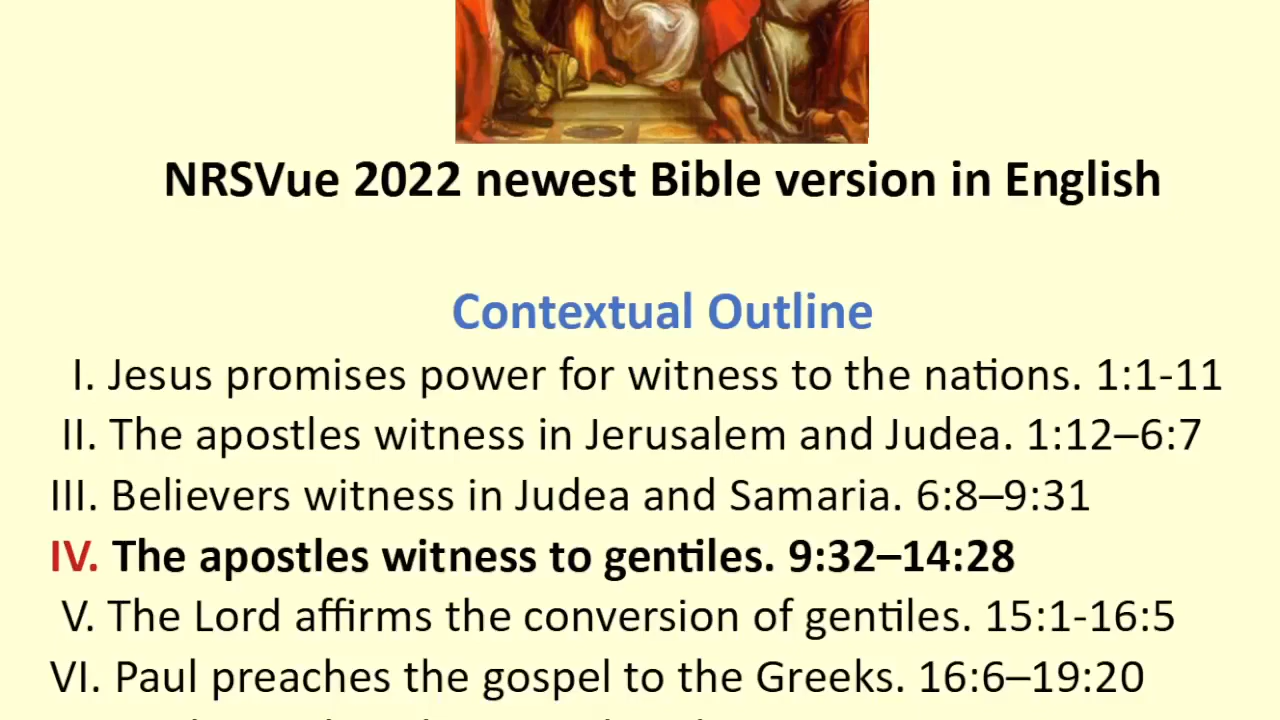 NRSVue 2022 newest Bible version in English
Contextual Outline
I. Jesus promises power for witness to the nations. 1:1-11
II. The apostles witness in Jerusalem and Judea. 1:12–6:7
III. Believers witness in Judea and Samaria. 6:8–9:31
IV. The apostles witness to gentiles. 9:32–14:28
V. The Lord affirms the conversion of gentiles. 15:1-16:5
VI. Paul preaches the gospel to the Greeks. 16:6–19:20